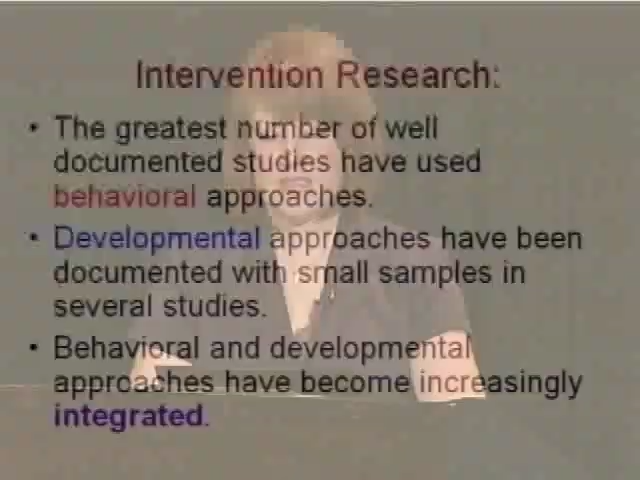 Intervention Research:
• The greatest number of well
documented studies have used
behavioral approaches.
• Developmental approaches have been
documented with small samples in
several studies.
• Behavioral and developmental
approaches have become increasingly
integrated.